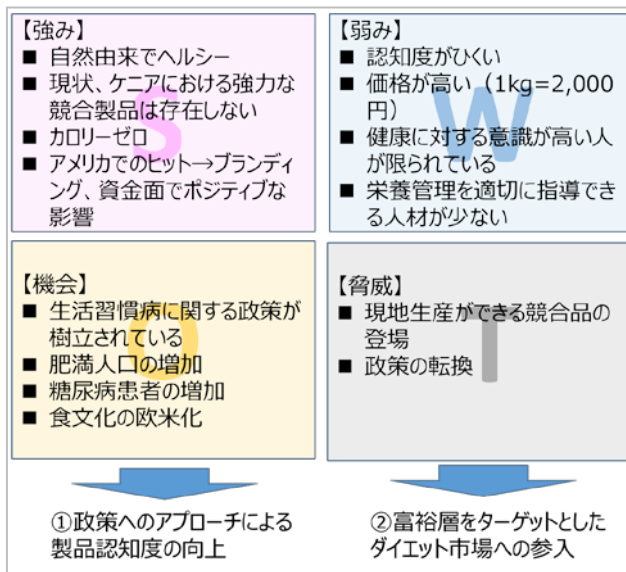 【強み】
■ 自然由来でヘルシー
■ 現状、ケニアにおける強力な
競合製品は存在しない
■ カロリーゼロ
■ アメリカでのヒット→ブランディ
ング、資金面でポジティブな
影響
S
【弱み】
■ 認知度がひくい
■ 価格が高い（1kg=2,000
円）
■ 健康に対する意識が高い人
が限られている
■ 栄養管理を適切に指導でき
る人材が少ない
W
【機会】
■ 生活習慣病に関する政策が
樹立されている
■ 肥満人口の増加
■ 糖尿病患者の増加
■ 食文化の欧米化
O
【脅威】
■ 現地生産ができる競合品の
登場
■ 政策の転換
T
①政策へのアプローチによる
製品認知度の向上
②富裕層をターゲットとした
ダイエット市場への参入